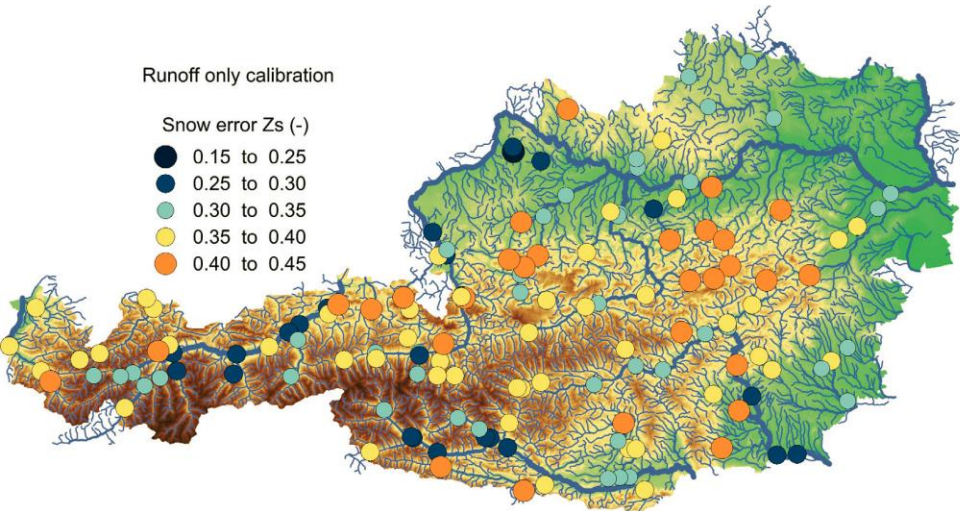 Runoff only calibration
Snow error Zs (-)
0.15 to 0.25
0.25 to 0.30
0.30 to 0.35
0.35 to 0.40
0.40 to 0.45